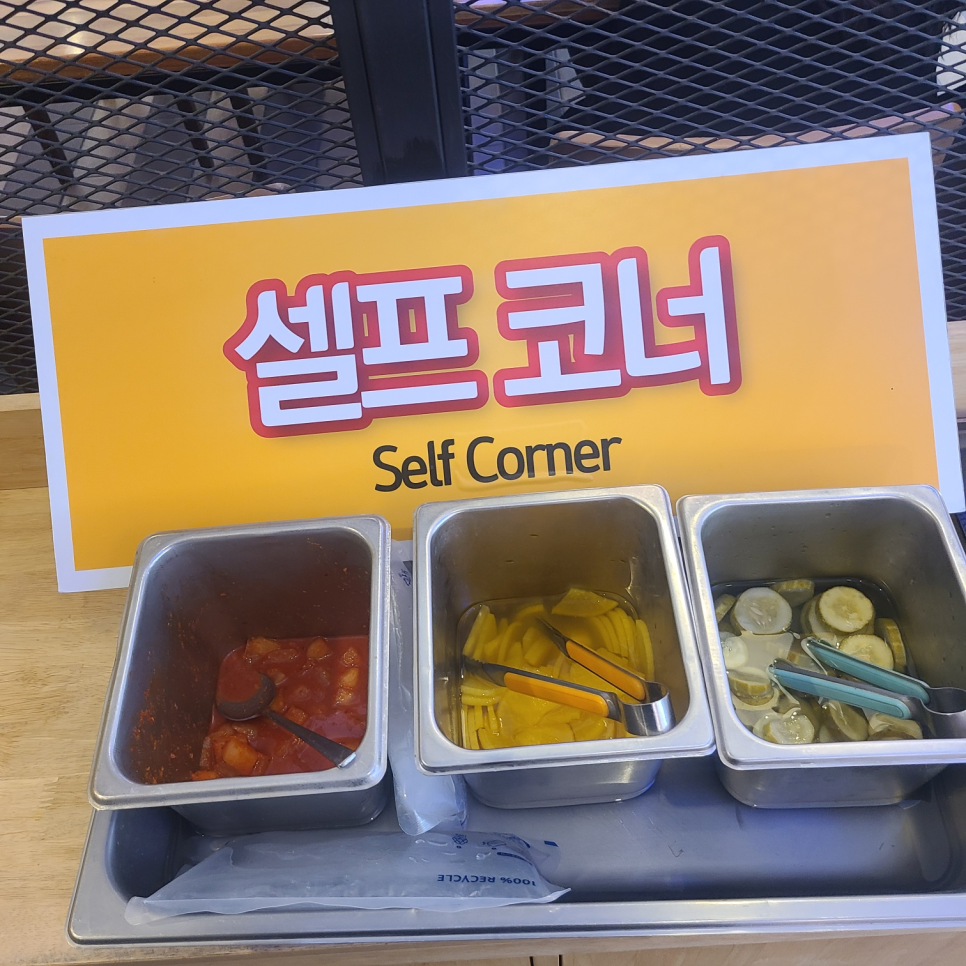 셀프 코너
Self Corner
100% RECYCLE